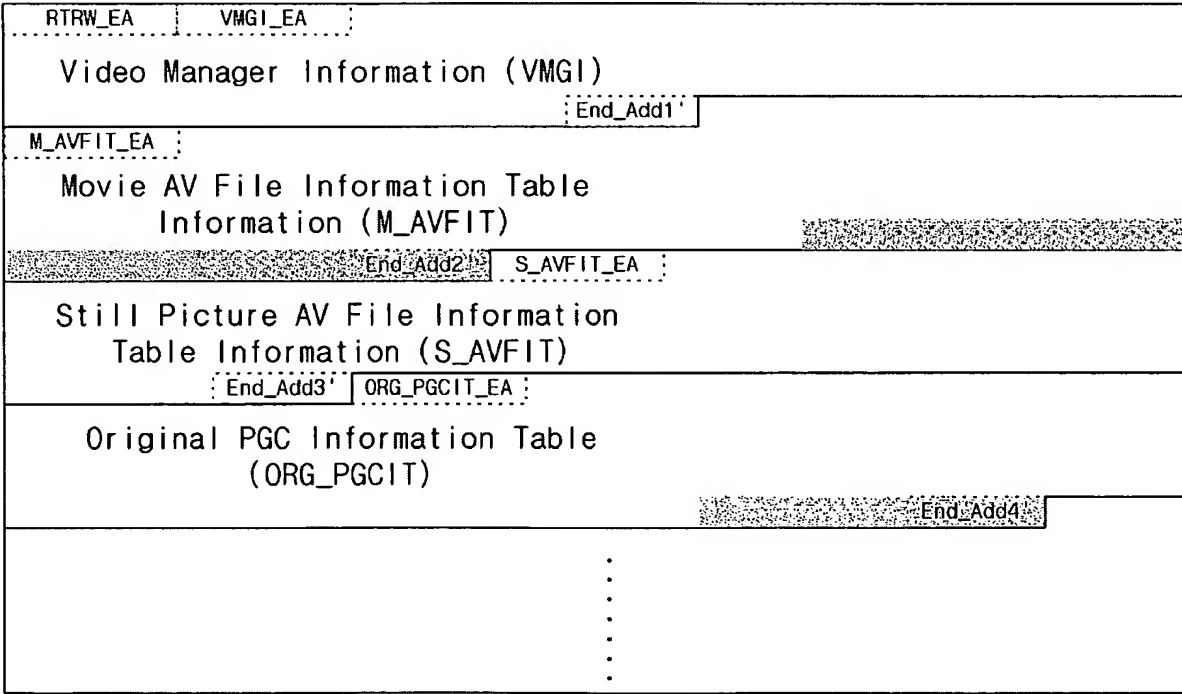 RTRW_EA VMGI_EA
Video Manager Information (VMGI)
End_Add1'
M_AVFIT_EA
Movie AV File Information Table
Information (M_AVFIT)
End_Add2' S_AVFIT_EA
Still Picture AV File Information
Table Information (S_AVFIT)
End_Add3' ORG_PGCIT_EA
Original PGC Information Table
(ORG_PGCIT)
End_Add4'